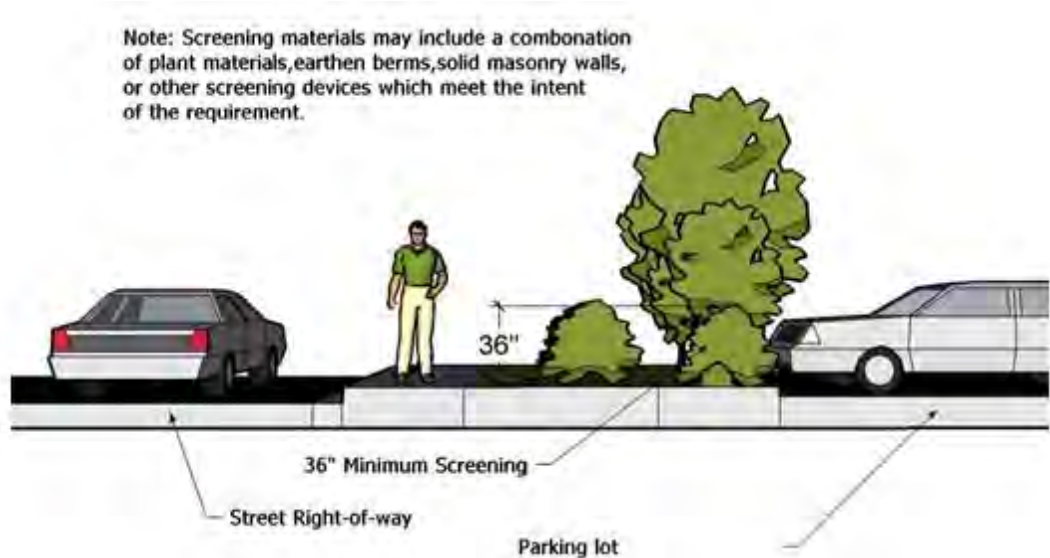 Note: Screening materials may include a combonation
of plant materials,earthen berms,solid masonry walls,
or other screening devices which meet the intent
of the requirement.
36"
36" Minimum Screening
Street Right-of-way
Parking lot